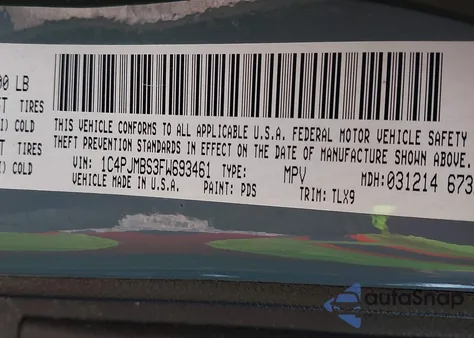 00 LB
T TIRES
I) COLD
T TIRES
I) COLD
THIS VEHICLE CONFORMS TO ALL APPLICABLE U.S.A. FEDERAL MOTOR VEHICLE SAFETY
THEFT PREVENTION STANDARDS IN EFFECT ON THE DATE OF MANUFACTURE SHOWN ABOVE.
VIN: 1C4PJMBS3FW693461 TYPE: MPV MDH:031214 673
VEHICLE MADE IN U.S.A. PAINT: PDS TRIM: TLX9
autoSnap